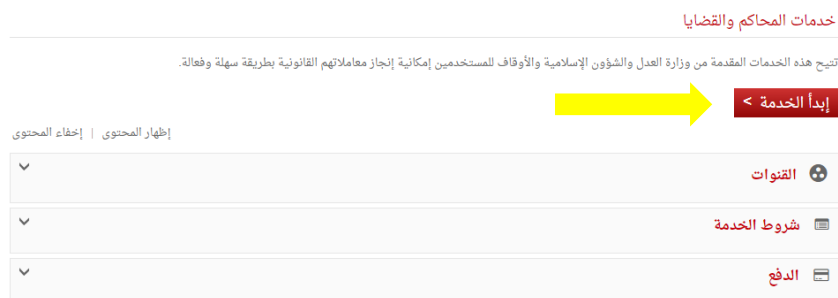 خدمات المحاكم والقضايا
تتيح هذه الخدمات المقدمة من وزارة العدل والشؤون الإسلامية والأوقاف للمستخدمين إمكانية إنجاز معاملاتهم القانونية بطريقة سهلة وفعالة.
إبدأ الخدمة >
إظهار المحتوى | إخفاء المحتوى
القنوات
شروط الخدمة
الدفع